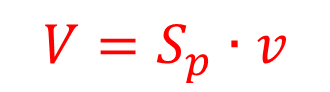 V = Sₚ · v